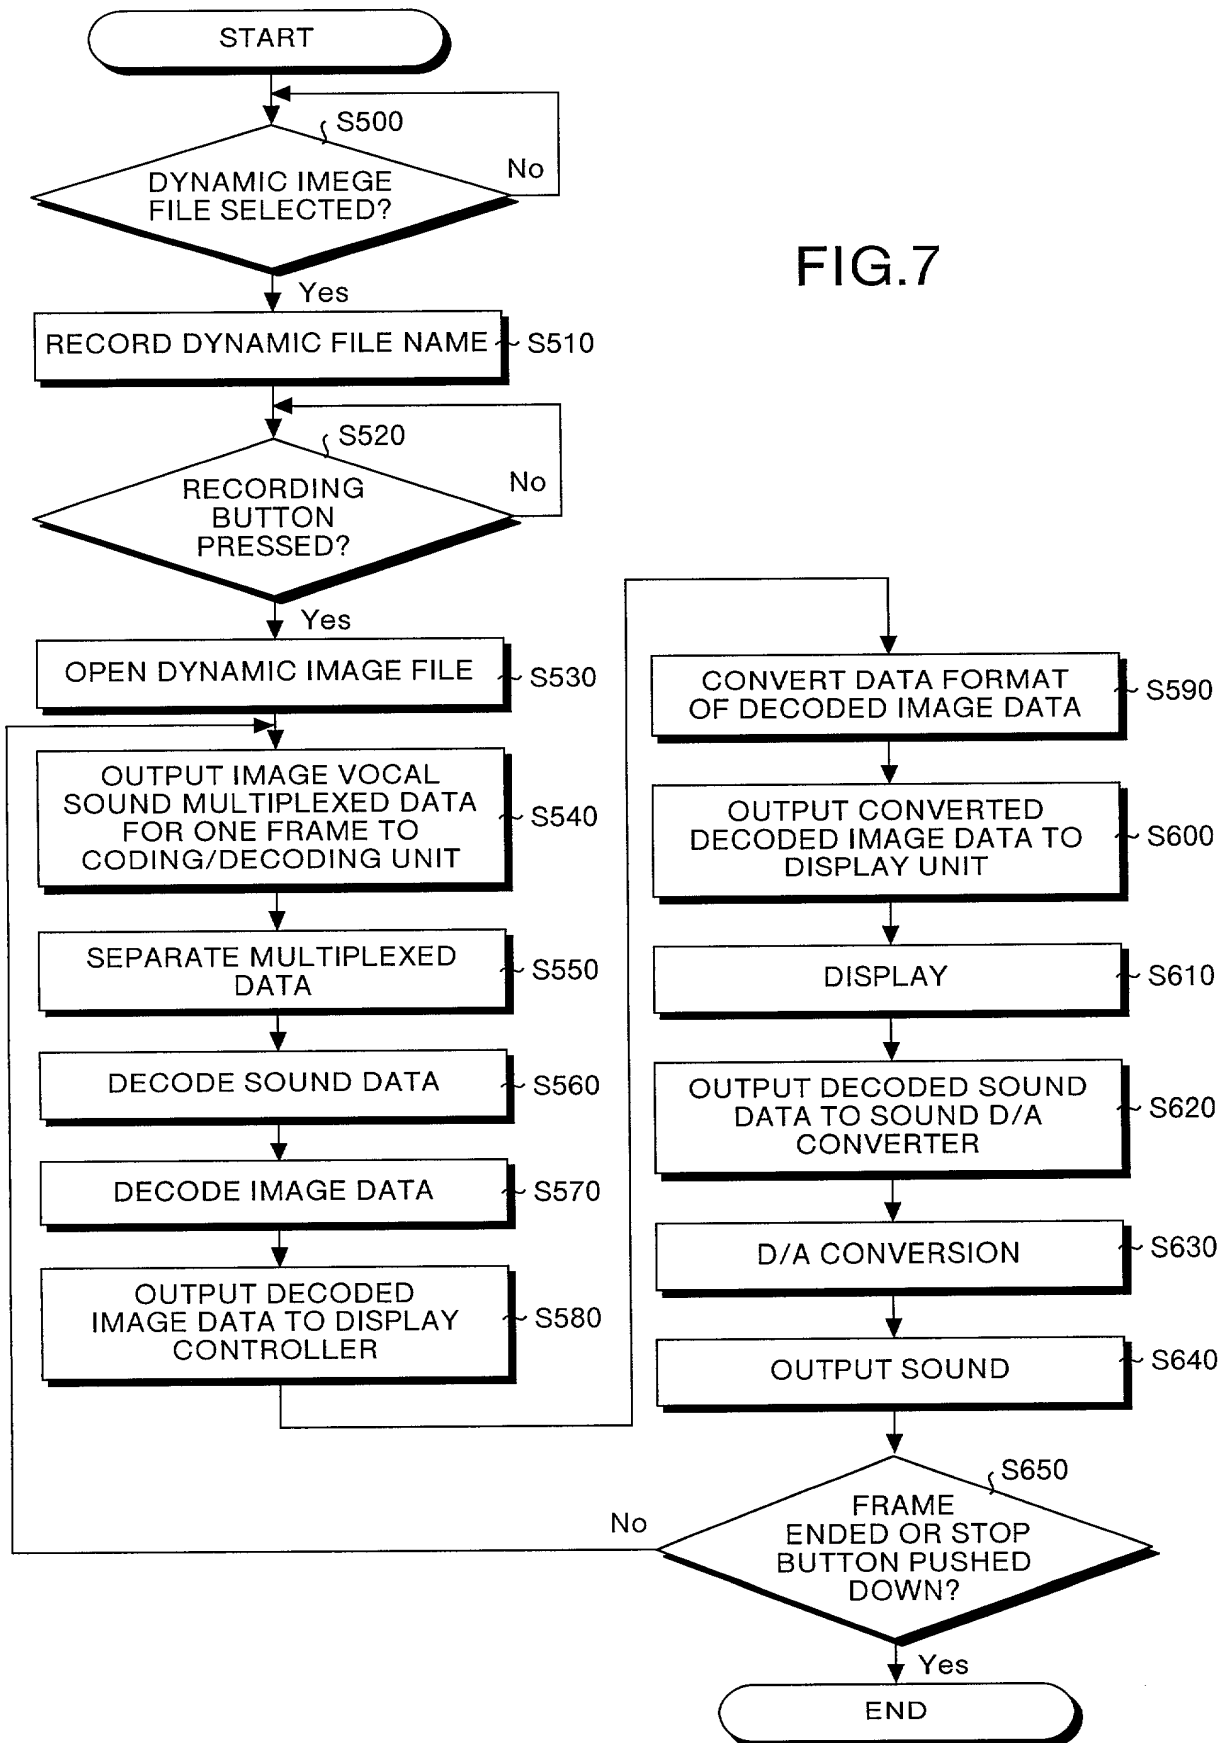 START
S500
No
DYNAMIC IMEGE
FILE SELECTED?
FIG.7
Yes
RECORD DYNAMIC FILE NAME
S510
S520
No
RECORDING
BUTTON
PRESSED?
Yes
OPEN DYNAMIC IMAGE FILE
S530
OUTPUT IMAGE VOCAL
SOUND MULTIPLEXED DATA
FOR ONE FRAME TO
CODING/DECODING UNIT
S540
SEPARATE MULTIPLEXED
DATA
S550
DECODE SOUND DATA
S560
DECODE IMAGE DATA
S570
OUTPUT DECODED
IMAGE DATA TO DISPLAY
CONTROLLER
S580
CONVERT DATA FORMAT
OF DECODED IMAGE DATA
S590
OUTPUT CONVERTED
DECODED IMAGE DATA TO
DISPLAY UNIT
S600
DISPLAY
S610
OUTPUT DECODED SOUND
DATA TO SOUND D/A
CONVERTER
S620
D/A CONVERSION
S630
OUTPUT SOUND
S640
S650
No
FRAME
ENDED OR STOP
BUTTON PUSHED
DOWN?
Yes
END